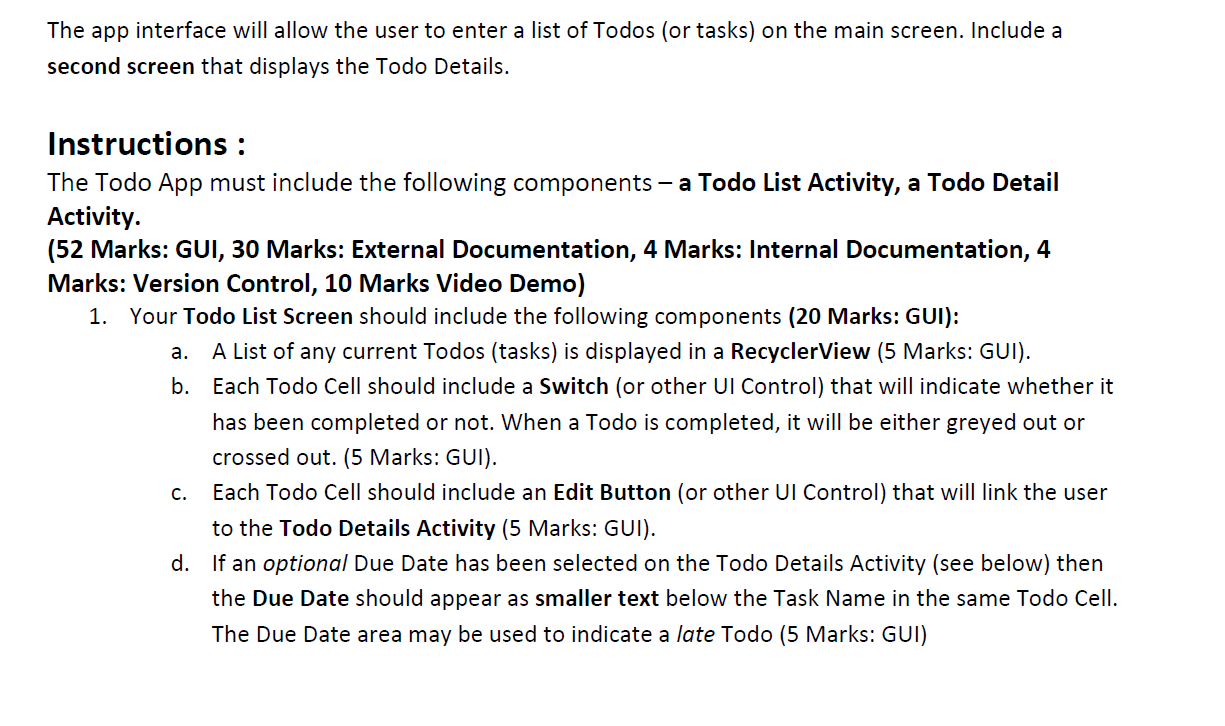 The app interface will allow the user to enter a list of Todos (or tasks) on the main screen. Include a
second screen that displays the Todo Details.
Instructions :
The Todo App must include the following components – a Todo List Activity, a Todo Detail
Activity.
(52 Marks: GUI, 30 Marks: External Documentation, 4 Marks: Internal Documentation, 4
Marks: Version Control, 10 Marks Video Demo)
1. Your Todo List Screen should include the following components (20 Marks: GUI):
a. A List of any current Todos (tasks) is displayed in a RecyclerView (5 Marks: GUI).
b. Each Todo Cell should include a Switch (or other UI Control) that will indicate whether it
has been completed or not. When a Todo is completed, it will be either greyed out or
crossed out. (5 Marks: GUI).
c. Each Todo Cell should include an Edit Button (or other UI Control) that will link the user
to the Todo Details Activity (5 Marks: GUI).
d. If an optional Due Date has been selected on the Todo Details Activity (see below) then
the Due Date should appear as smaller text below the Task Name in the same Todo Cell.
The Due Date area may be used to indicate a late Todo (5 Marks: GUI)